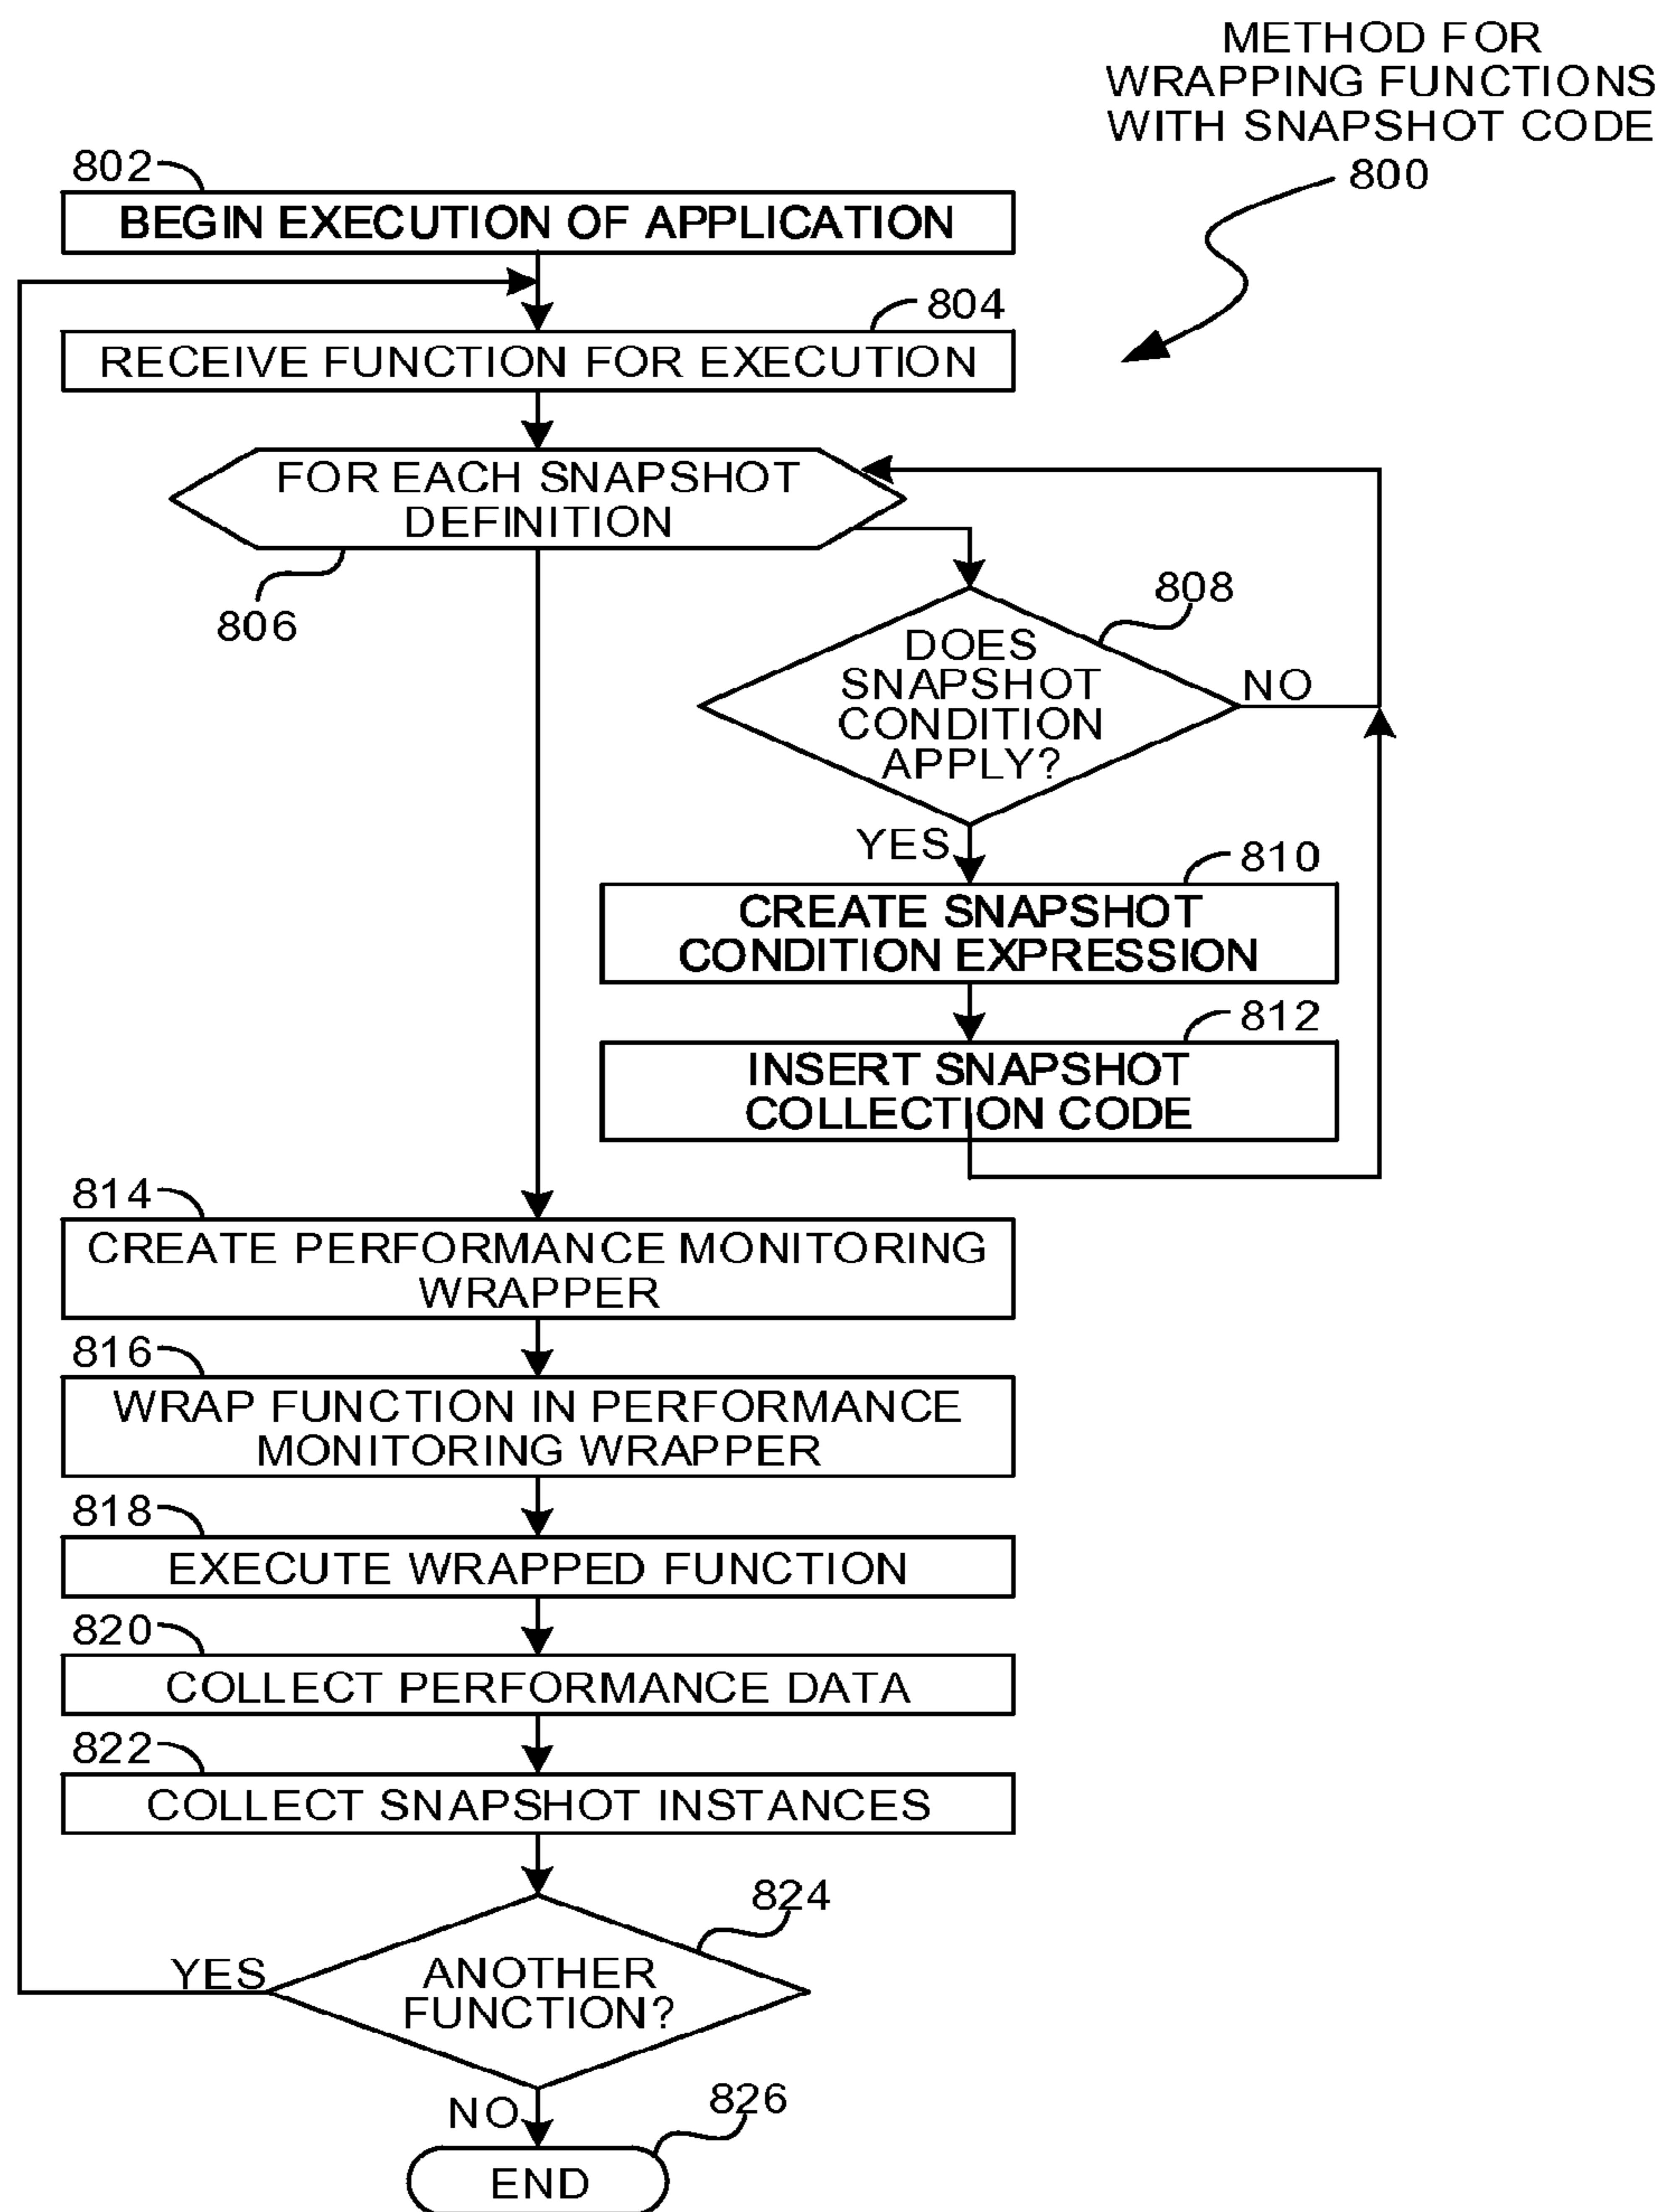 METHOD FOR
WRAPPING FUNCTIONS
WITH SNAPSHOT CODE
800
802
BEGIN EXECUTION OF APPLICATION
804
RECEIVE FUNCTION FOR EXECUTION
FOR EACH SNAPSHOT
DEFINITION
806
808
DOES
SNAPSHOT
CONDITION
APPLY?
NO
YES
810
CREATE SNAPSHOT
CONDITION EXPRESSION
812
INSERT SNAPSHOT
COLLECTION CODE
814
CREATE PERFORMANCE MONITORING
WRAPPER
816
WRAP FUNCTION IN PERFORMANCE
MONITORING WRAPPER
818
EXECUTE WRAPPED FUNCTION
820
COLLECT PERFORMANCE DATA
822
COLLECT SNAPSHOT INSTANCES
824
YES
ANOTHER
FUNCTION?
NO
826
END